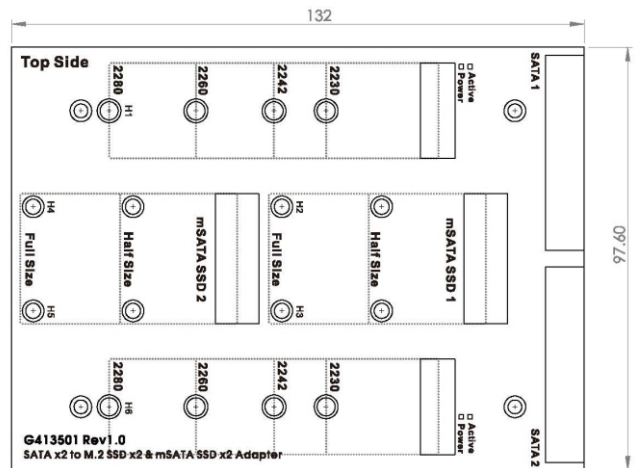 132
Top Side
2280
2260
2242
2230
Active
Power
SATA 1
H1
97.60
H4
Full Size
H5
Half Size
mSATA SSD 2
H2
Full Size
H3
Half Size
mSATA SSD 1
2280
2260
2242
2230
H6
Active
Power
SATA 2
G413501 Rev1.0
SATA x2 to M.2 SSD x2 & mSATA SSD x2 Adapter